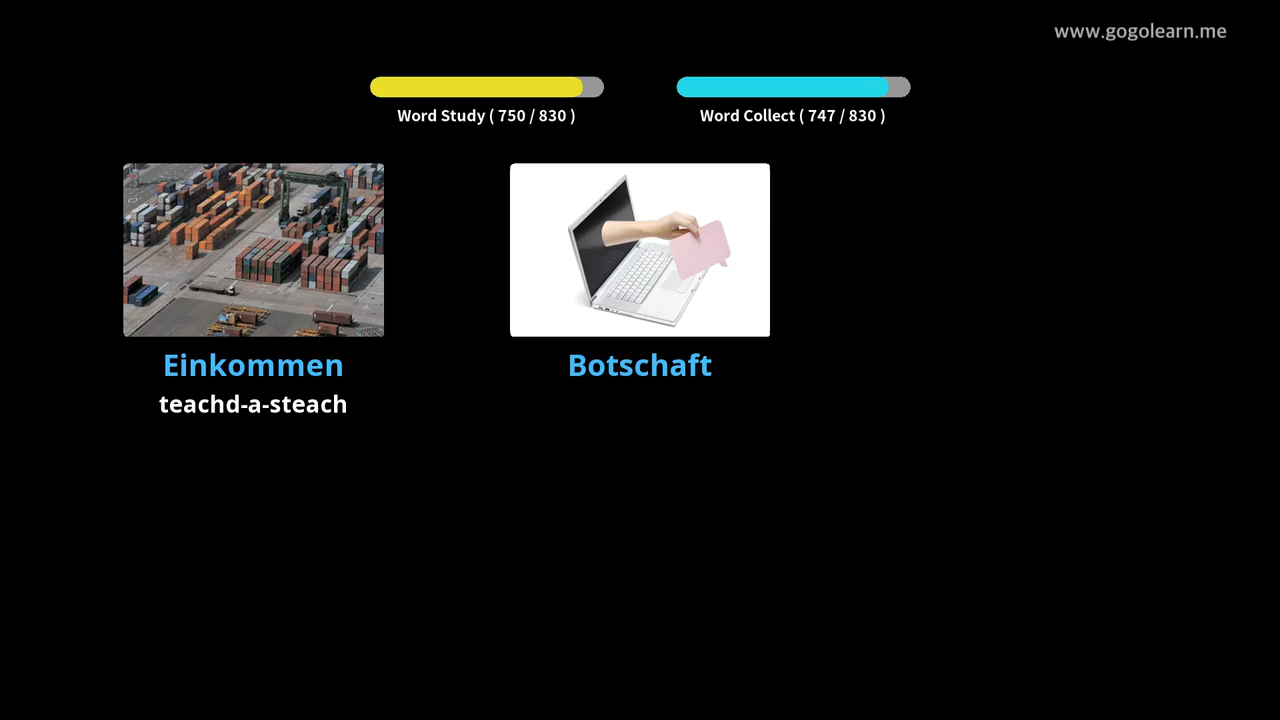 www.gogolearn.me
Word Study ( 750 / 830 )
Word Collect ( 747 / 830 )
Einkommen
Botschaft
teachd-a-steach